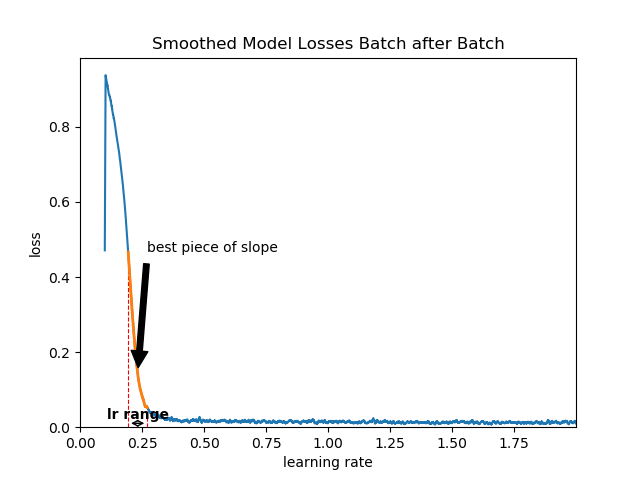 Smoothed Model Losses Batch after Batch
loss
0.8
0.6
0.4
0.2
0.0
best piece of slope
lr range
0.00 0.25 0.50 0.75 1.00 1.25 1.50 1.75
learning rate